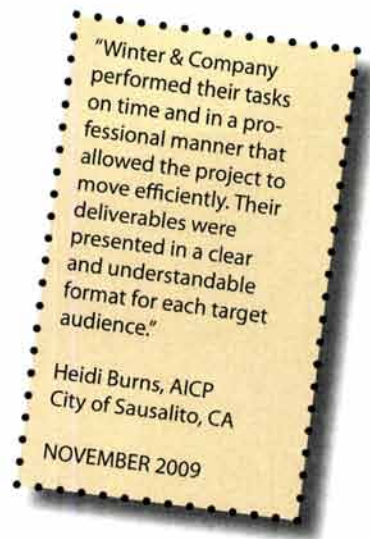 "Winter & Company
performed their tasks
on time and in a pro-
fessional manner that
allowed the project to
move efficiently. Their
deliverables were
presented in a clear
and understandable
format for each target
audience."
Heidi Burns, AICP
City of Sausalito, CA
NOVEMBER 2009